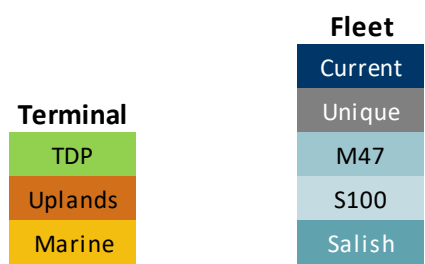 Fleet
Current
Terminal
Unique
TDP
M47
Uplands
S100
Marine
Salish